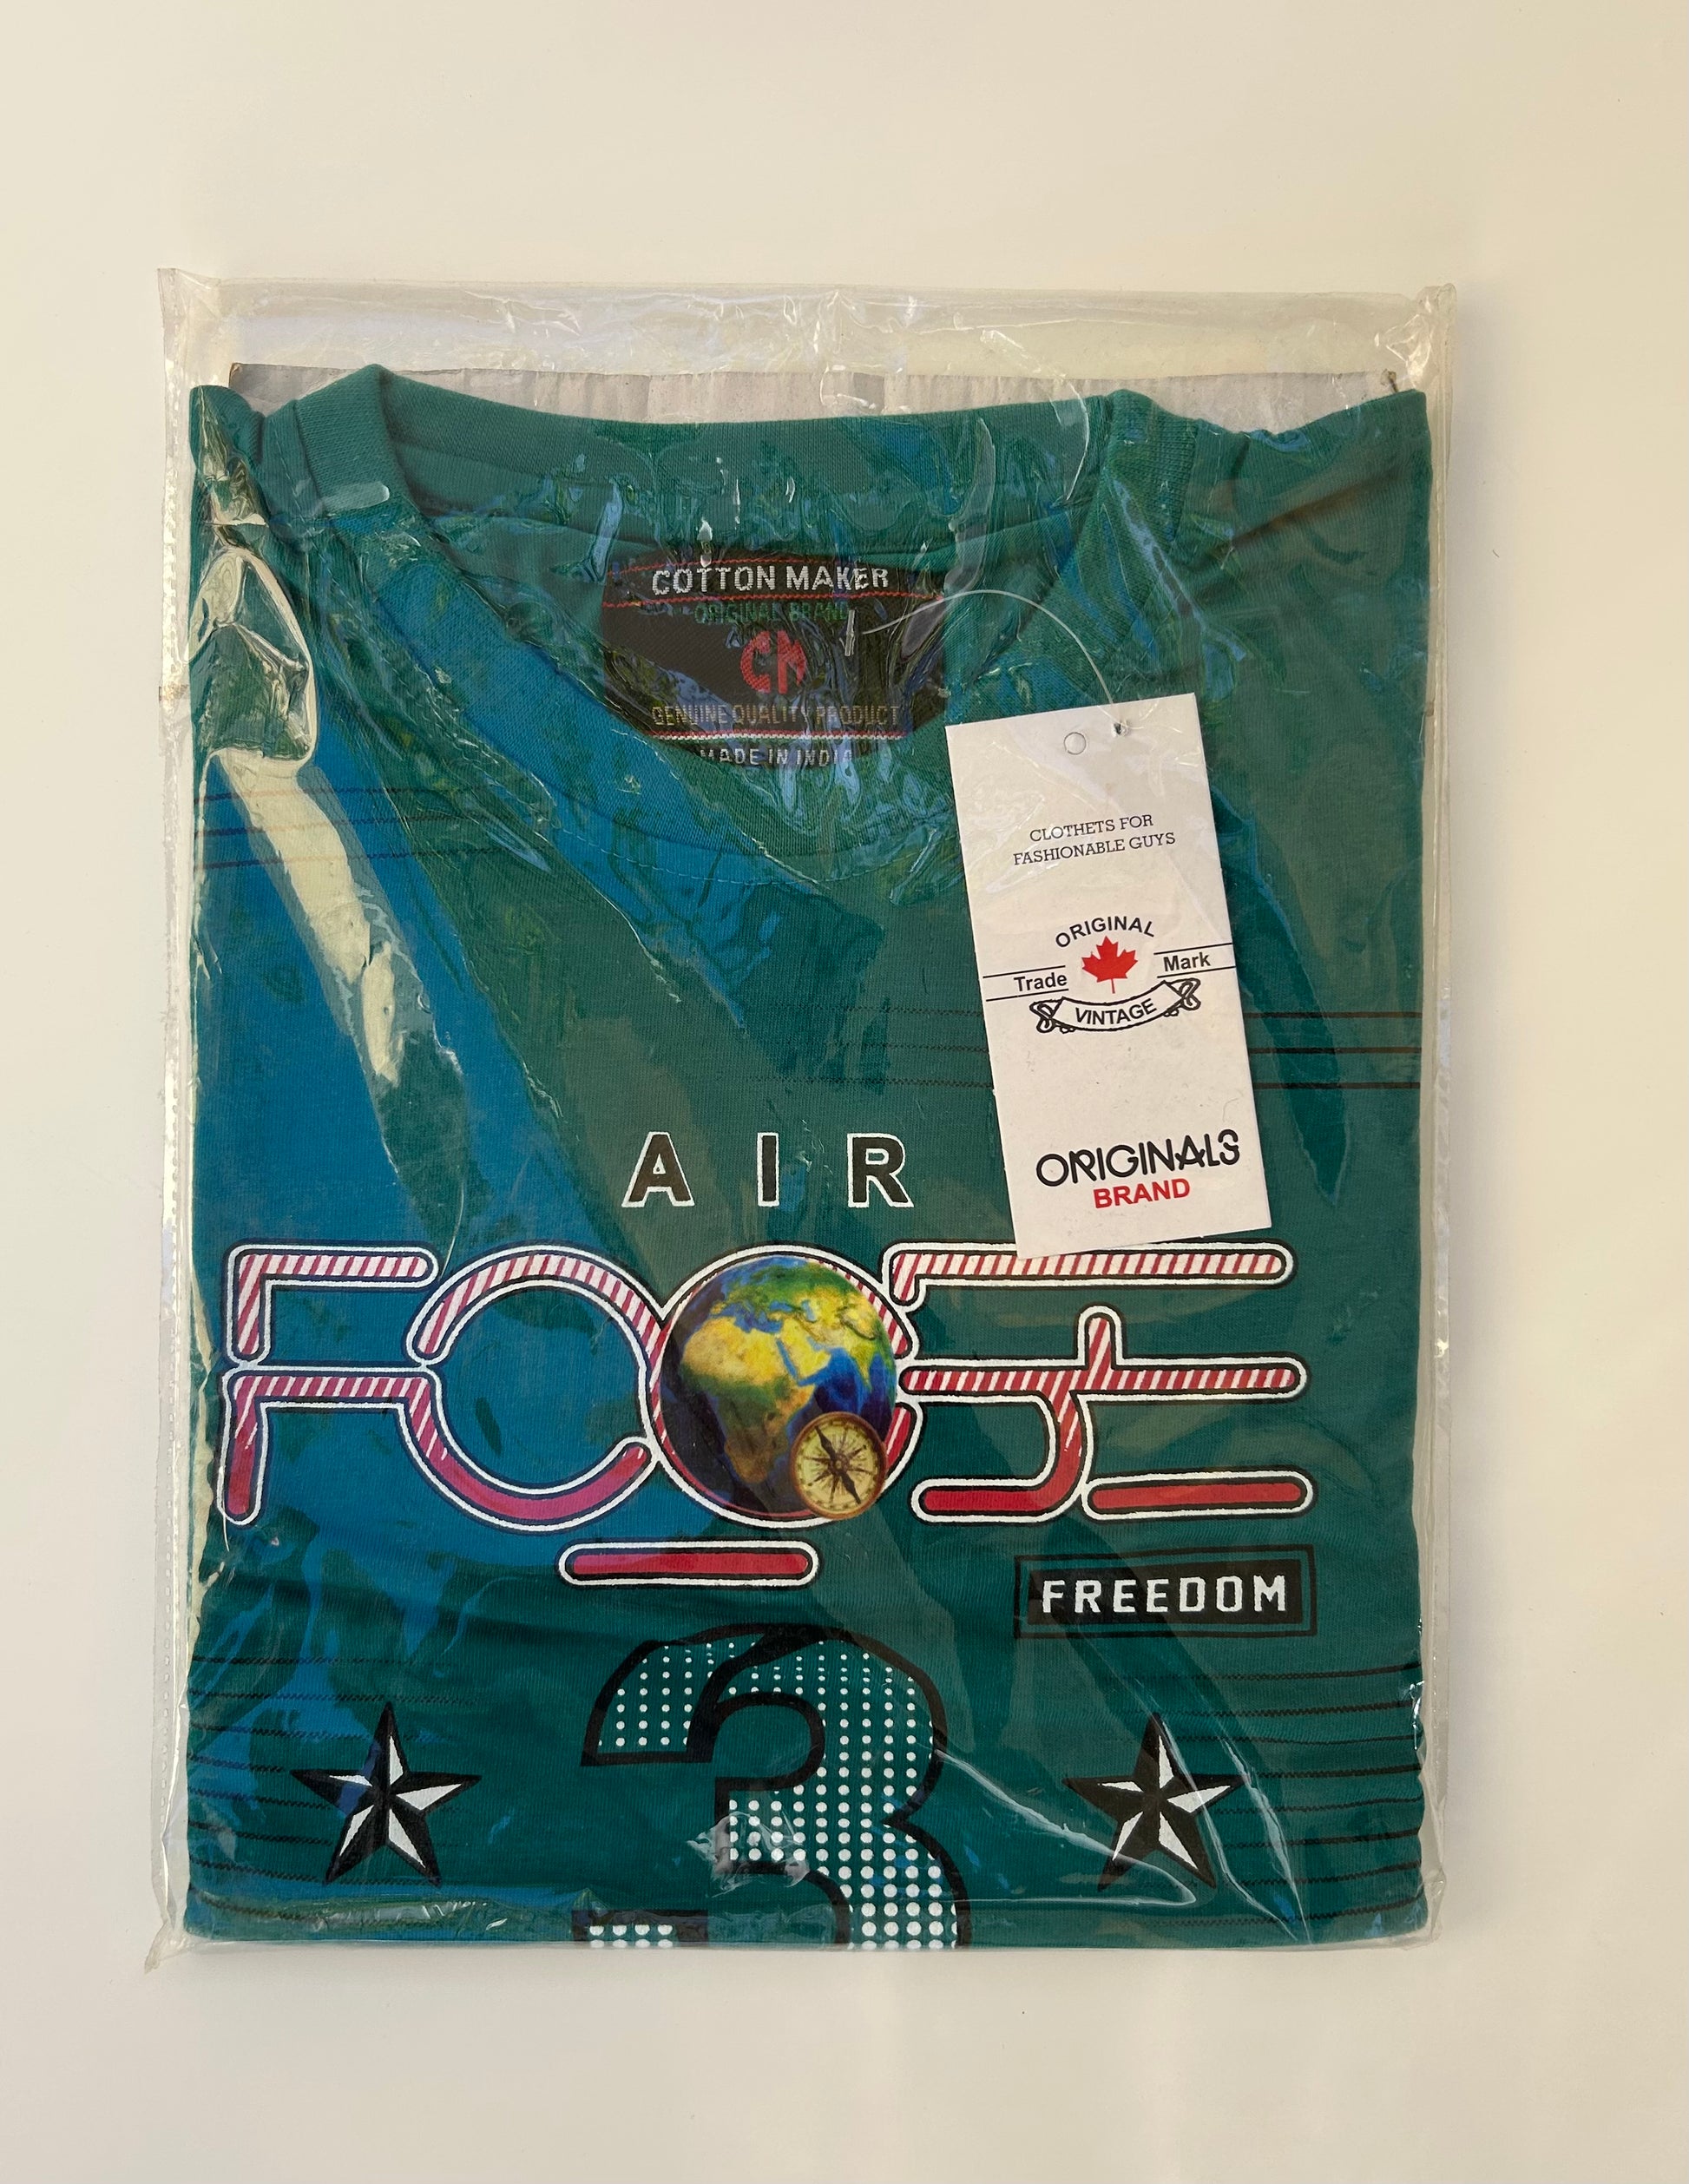 COTTON MAKER
ORIGINAL BRAND
CM
GENUINE QUALITY PRODUCT
MADE IN INDIA
CLOTHETS FOR
FASHIONABLE GUYS
ORIGINAL
Trade Mark
VINTAGE
ORIGINALS
BRAND
AIR
FREEDOM
3